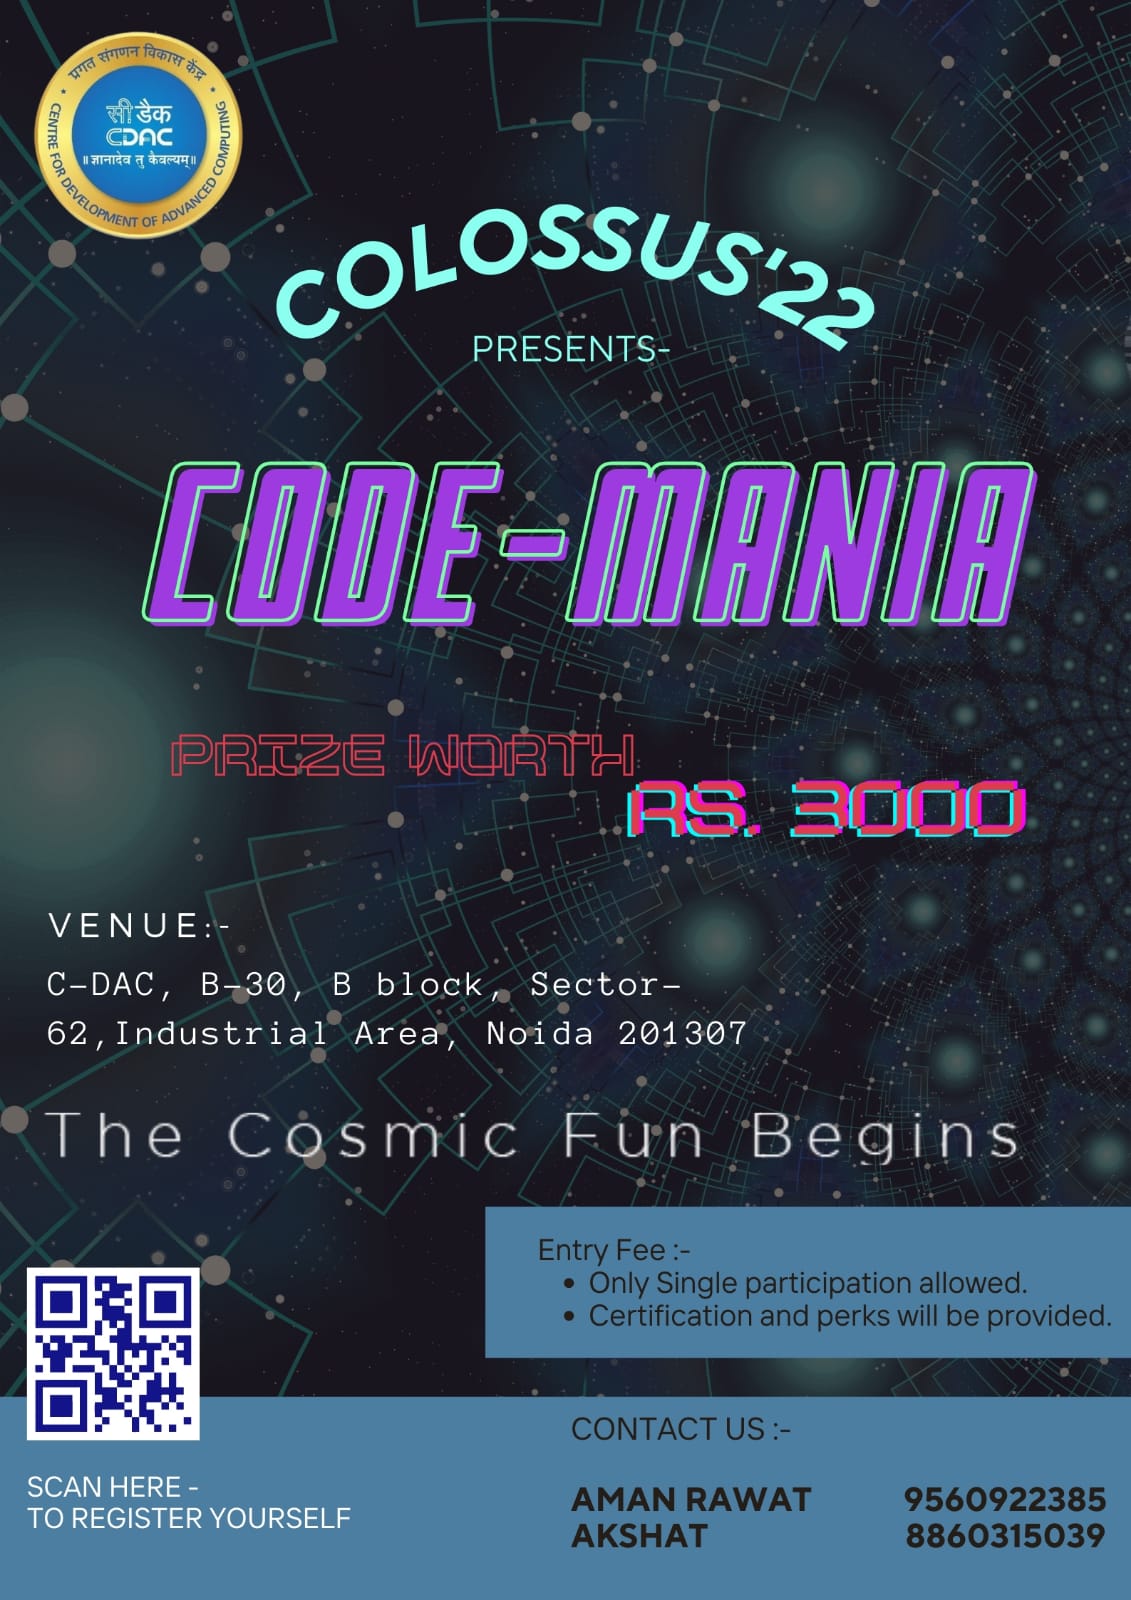 प्रगत संगणन विकास केंद्र
सी डैक
CDAC
॥ ज्ञानादेव तु कैवल्यम् ॥
CENTRE FOR DEVELOPMENT OF ADVANCED COMPUTING
COLOSSUS'22
PRESENTS-
CODE-MANIA
PRIZE WORTH
RS. 3000
VENUE:-
C-DAC, B-30, B block, Sector-
62,Industrial Area, Noida 201307
The Cosmic Fun Begins
Entry Fee :-
• Only Single participation allowed.
• Certification and perks will be provided.
SCAN HERE -
TO REGISTER YOURSELF
CONTACT US :-
AMAN RAWAT 9560922385
AKSHAT 8860315039